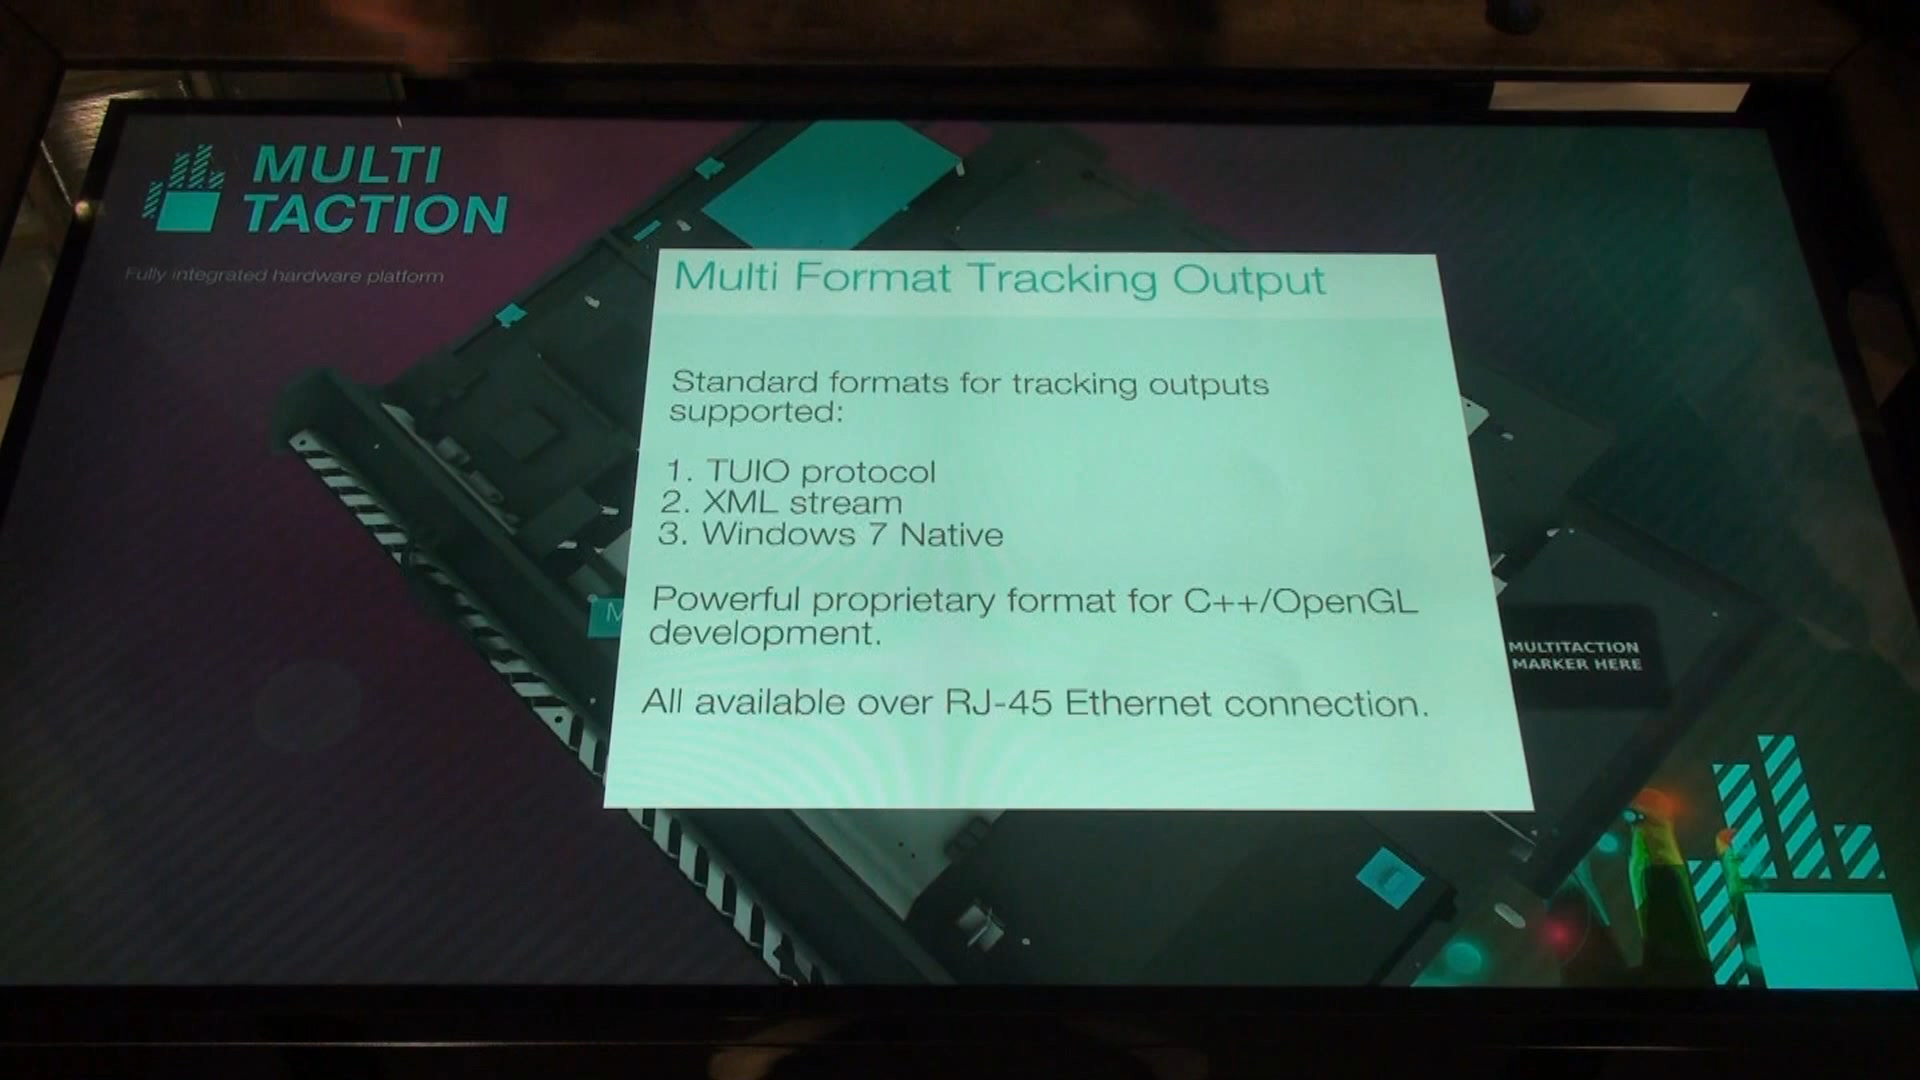 MULTI
TACTION
Fully integrated hardware platform
Multi Format Tracking Output
Standard formats for tracking outputs
supported:
1. TUIO protocol
2. XML stream
3. Windows 7 Native
Powerful proprietary format for C++/OpenGL
development.
All available over RJ-45 Ethernet connection.
M
MULTITACTION
MARKER HERE